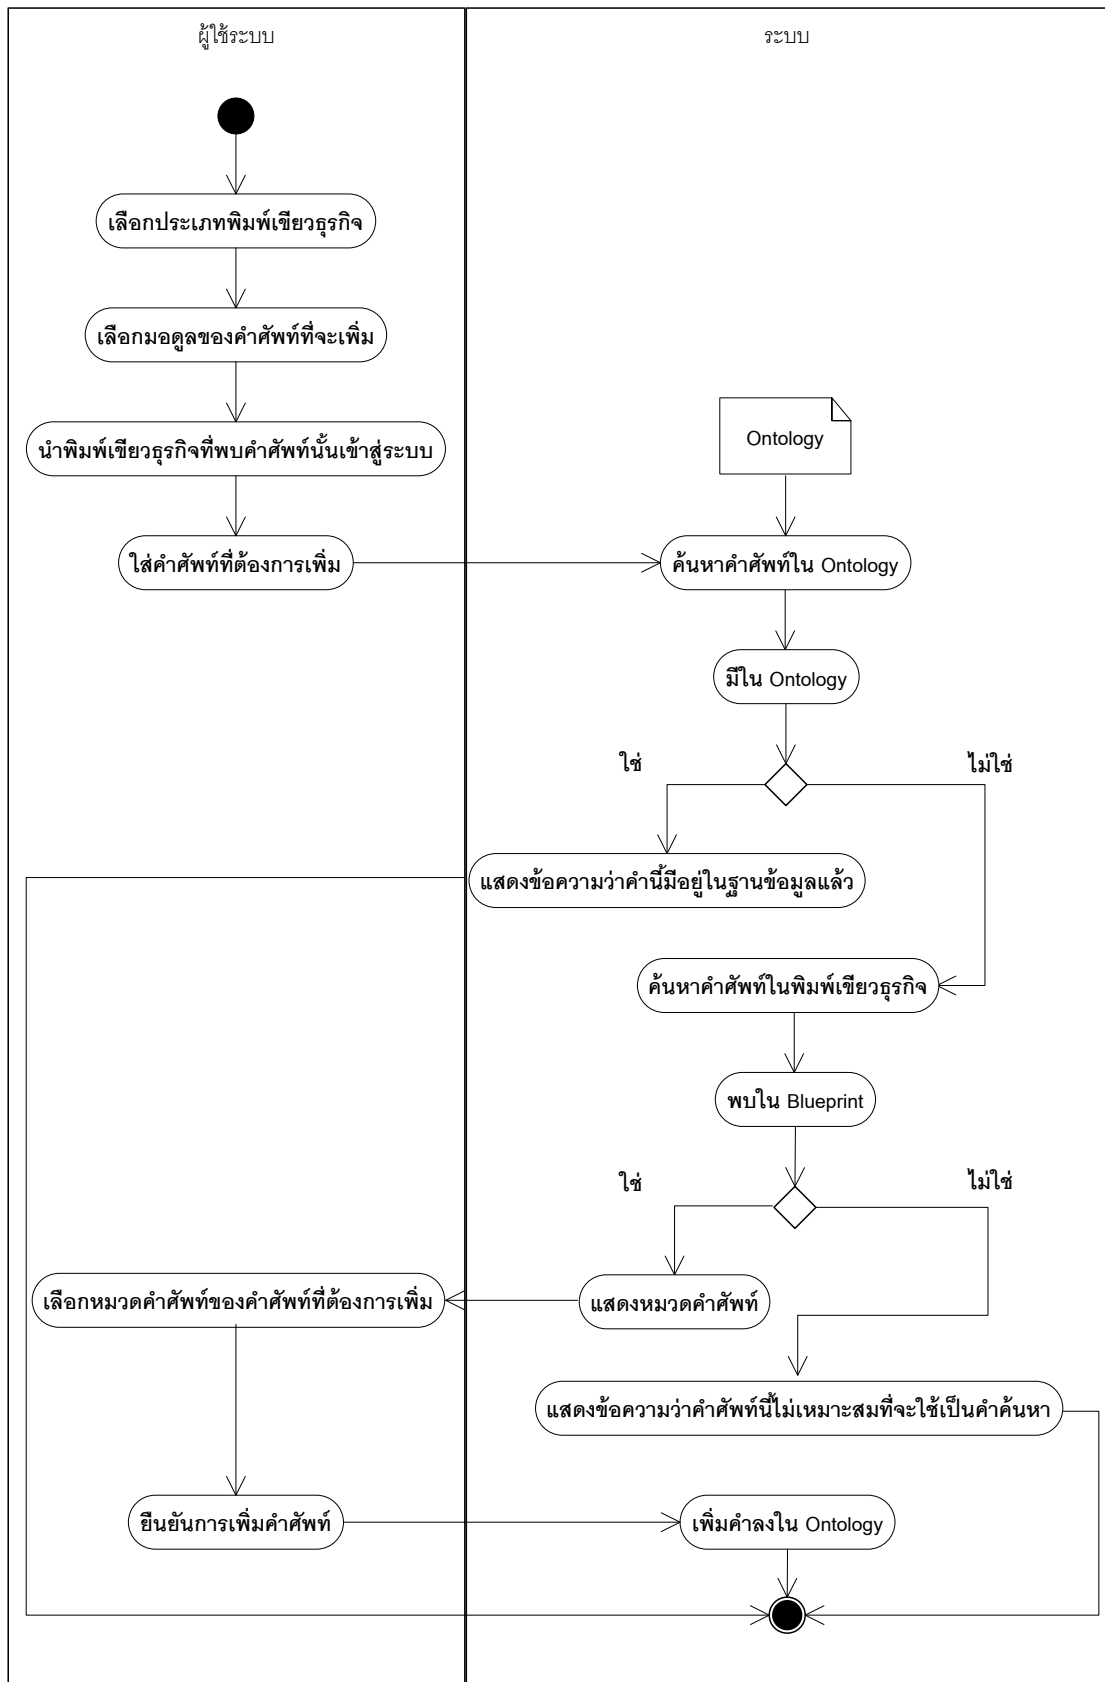 ผู้ใช้ระบบ
ระบบ
เลือกประเภทพิมพ์เขียวธุรกิจ
เลือกมอดูลของคำศัพท์ที่จะเพิ่ม
นำพิมพ์เขียวธุรกิจที่พบคำศัพท์นั้นเข้าสู่ระบบ
Ontology
ใส่คำศัพท์ที่ต้องการเพิ่ม
ค้นหาคำศัพท์ใน Ontology
มีใน Ontology
ใช่
ไม่ใช่
แสดงข้อความว่าคำนี้มีอยู่ในฐานข้อมูลแล้ว
ค้นหาคำศัพท์ในพิมพ์เขียวธุรกิจ
พบใน Blueprint
ใช่
ไม่ใช่
เลือกหมวดคำศัพท์ของคำศัพท์ที่ต้องการเพิ่ม
แสดงหมวดคำศัพท์
แสดงข้อความว่าคำศัพท์นี้ไม่เหมาะสมที่จะใช้เป็นคำค้นหา
ยืนยันการเพิ่มคำศัพท์
เพิ่มคำลงใน Ontology